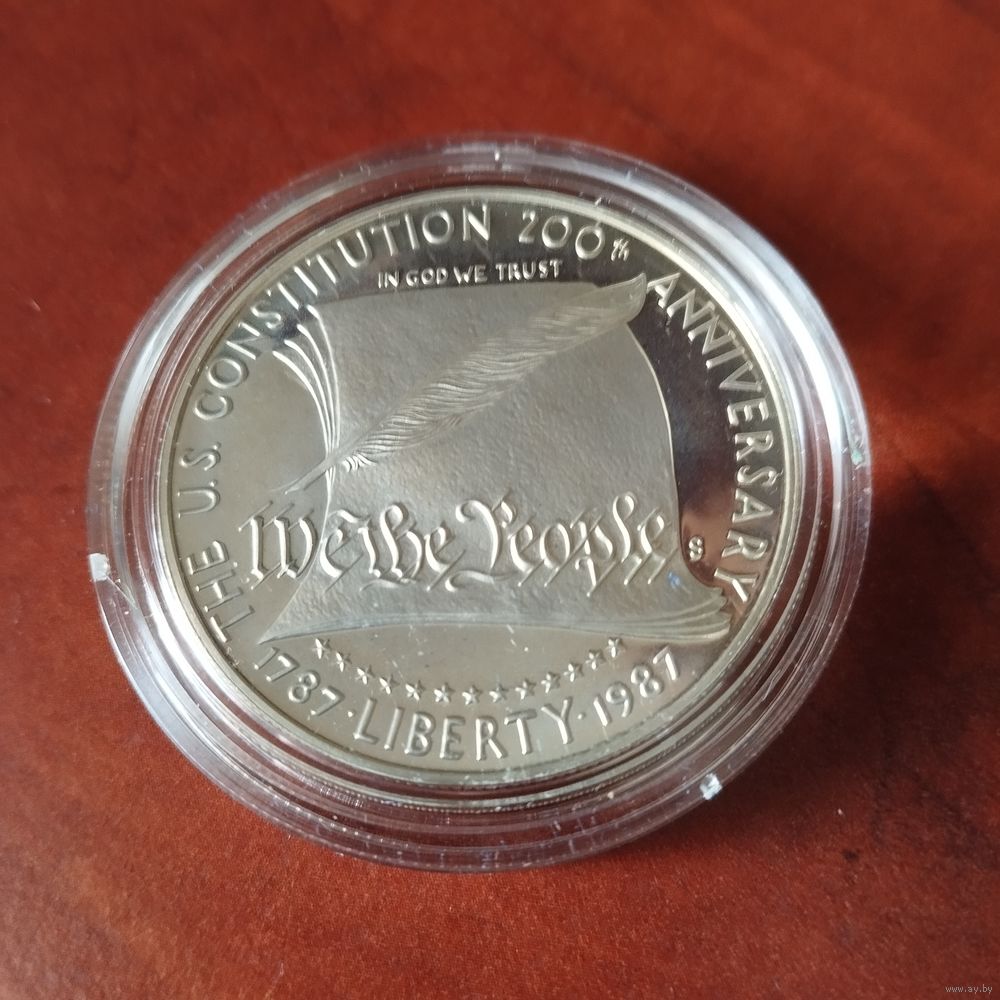 THE U.S. CONSTITUTION 200th ANNIVERSARY
IN GOD WE TRUST
We the People
S
1787 · LIBERTY · 1987
www.ay.by